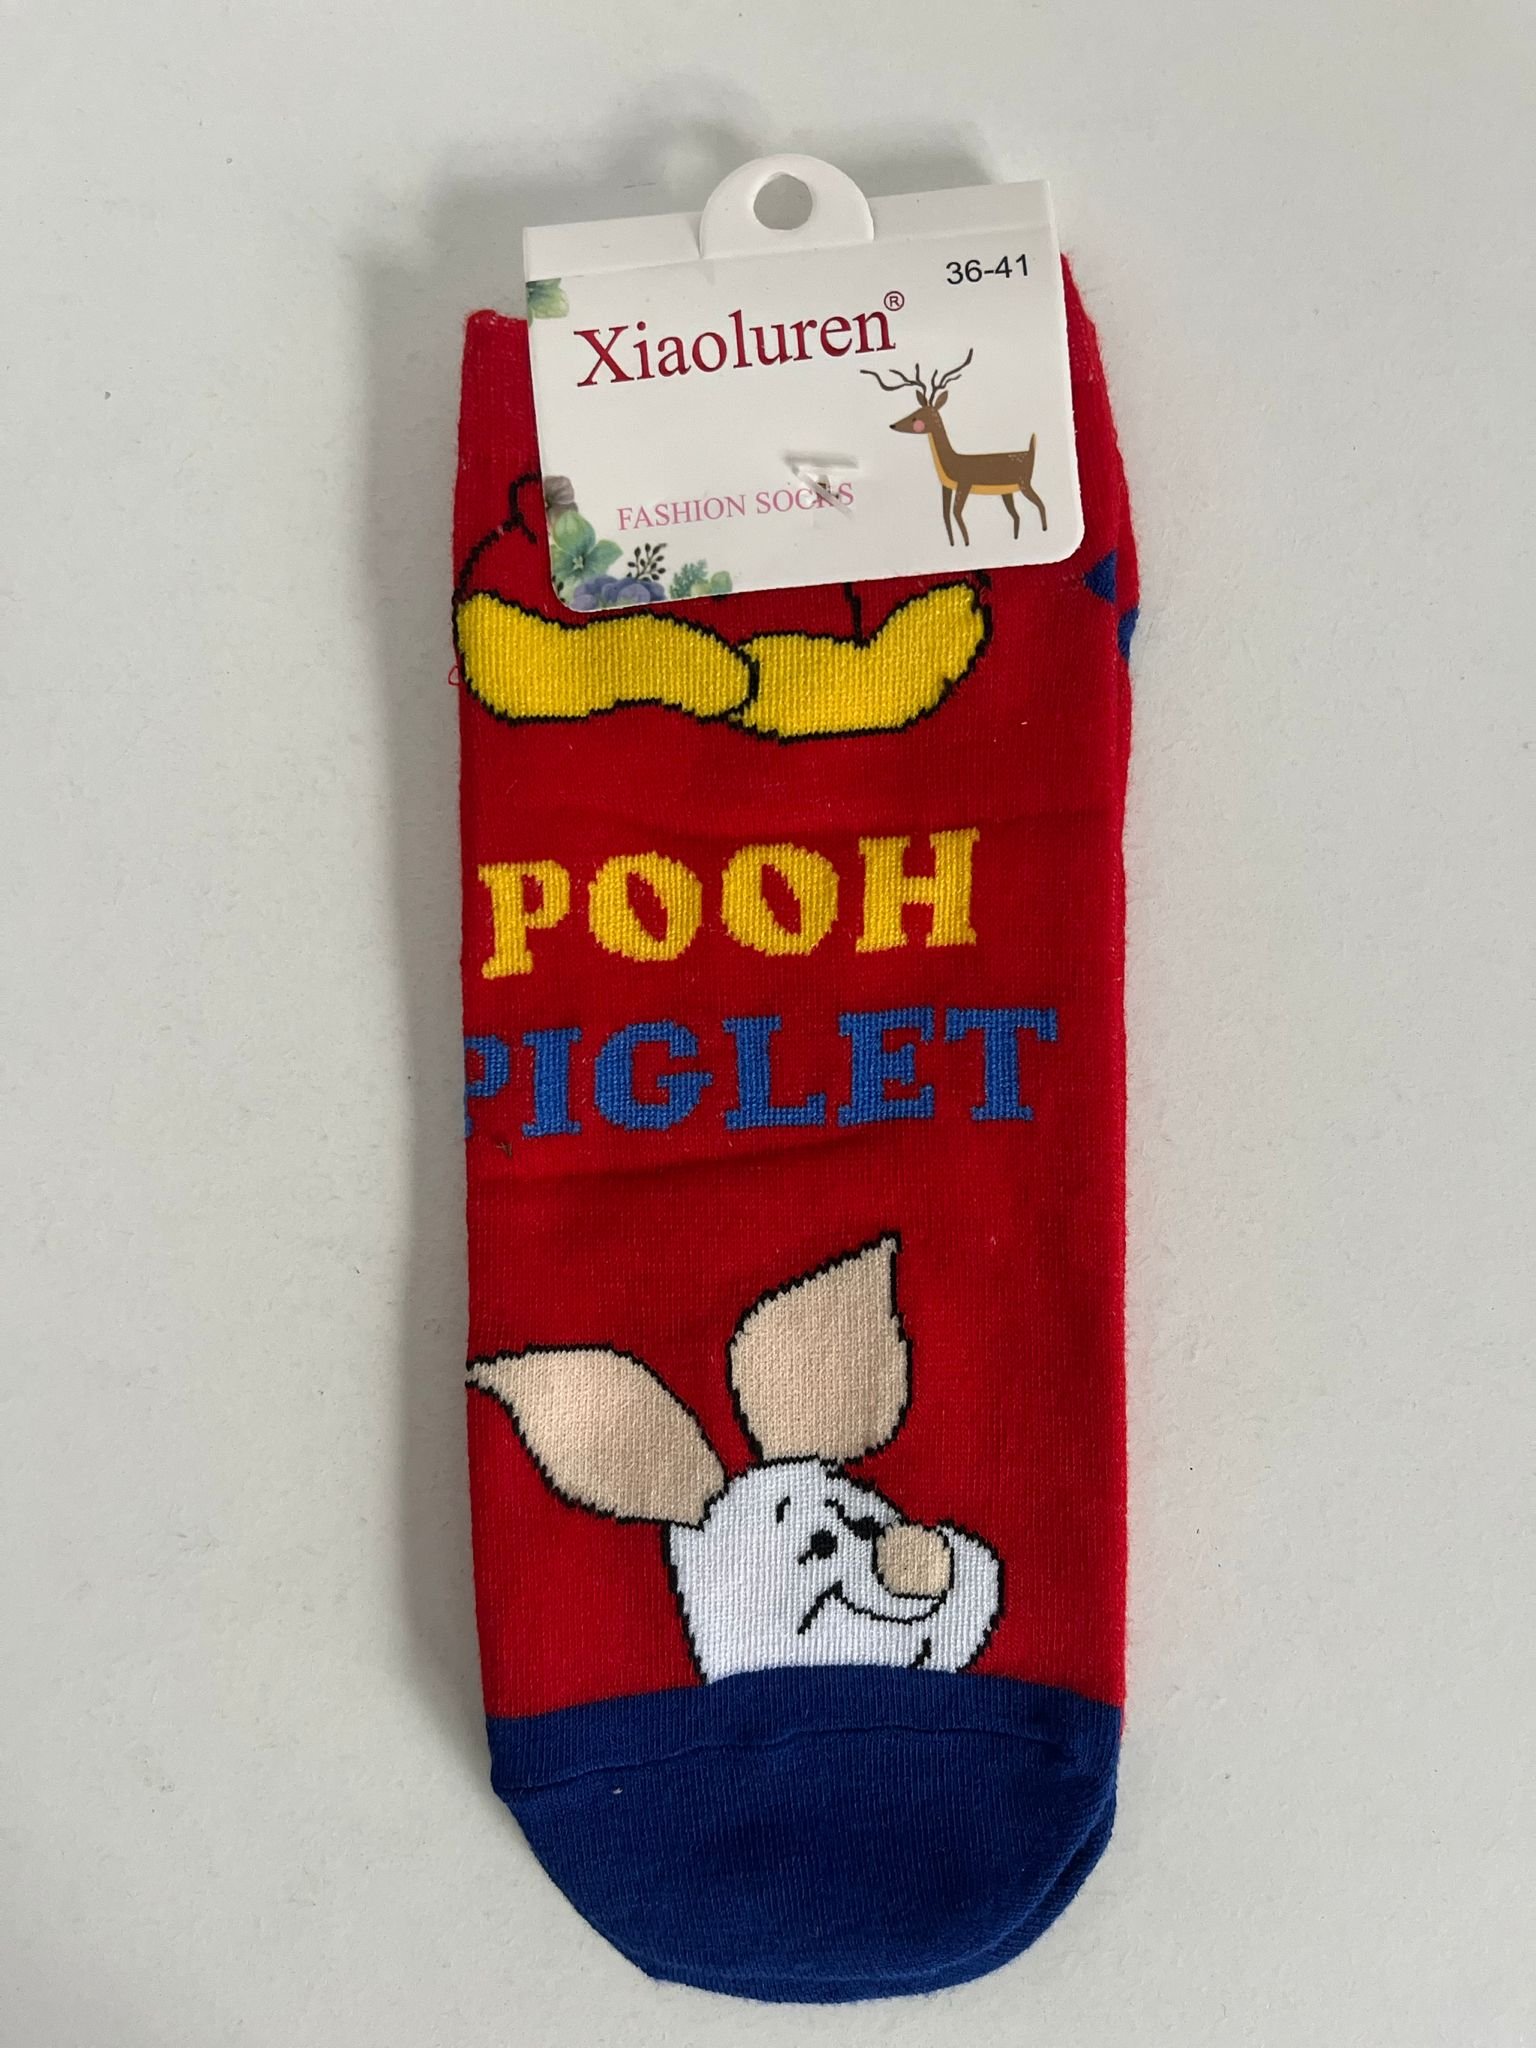 36-41
Xiaoluren®
FASHION SOCKS
POOH
PIGLET